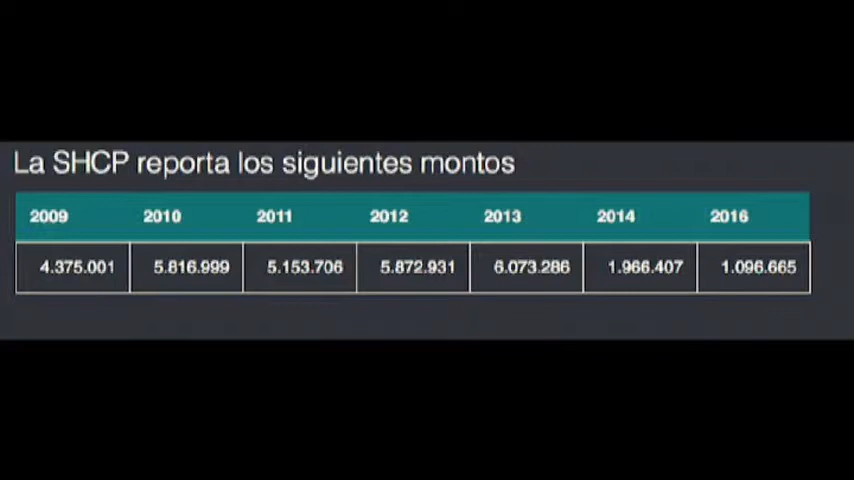 La SHCP reporta los siguientes montos
2009 2010 2011 2012 2013 2014 2016
4.375.001 5.816.999 5.153.706 5.872.931 6.073.286 1.966.407 1.096.665